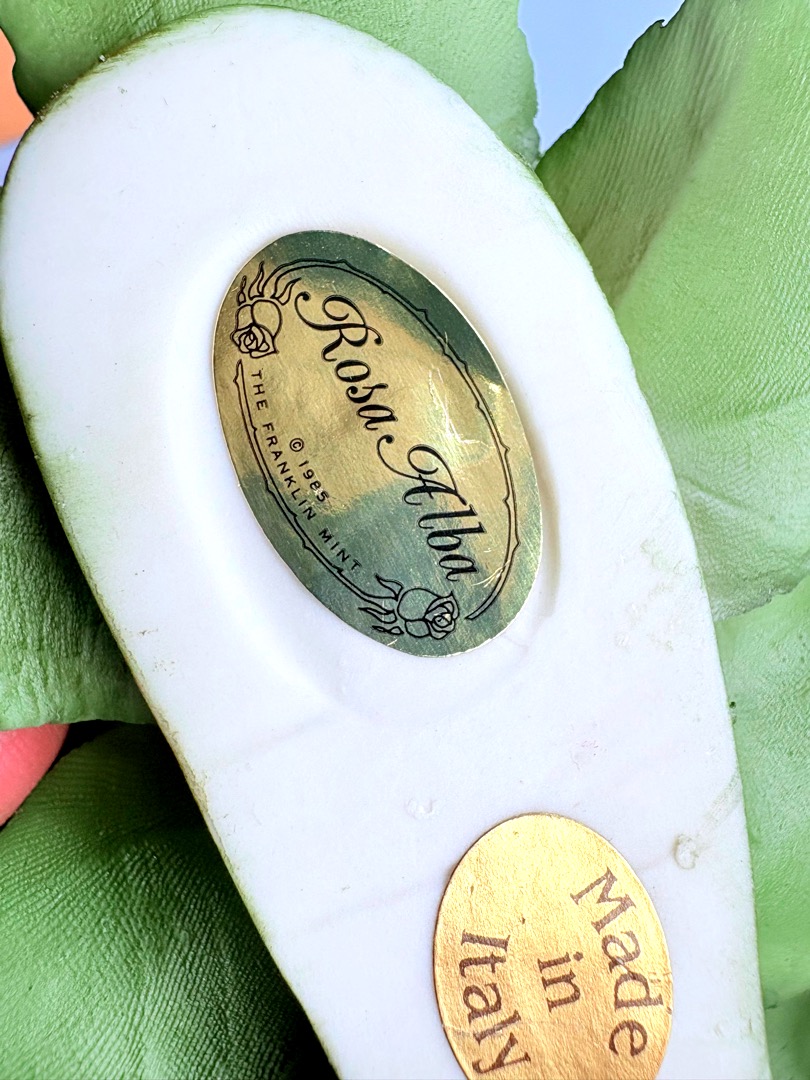 Rosa Alba
© 1985
THE FRANKLIN MINT
Made
in
Italy